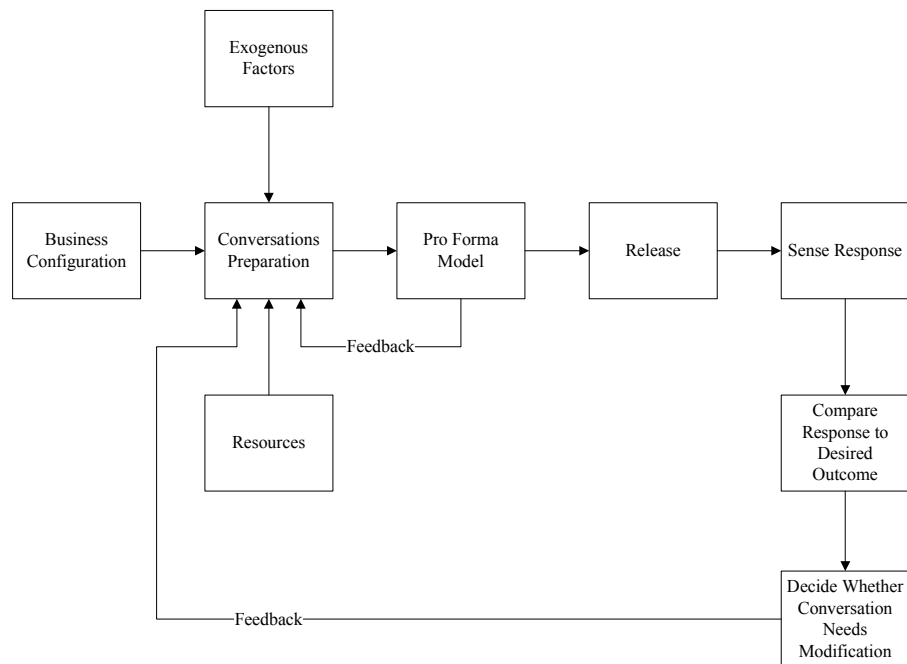 Exogenous
Factors
Business
Configuration
Conversations
Preparation
Pro Forma
Model
Release
Sense Response
Feedback
Resources
Compare
Response to
Desired
Outcome
Feedback
Decide Whether
Conversation
Needs
Modification